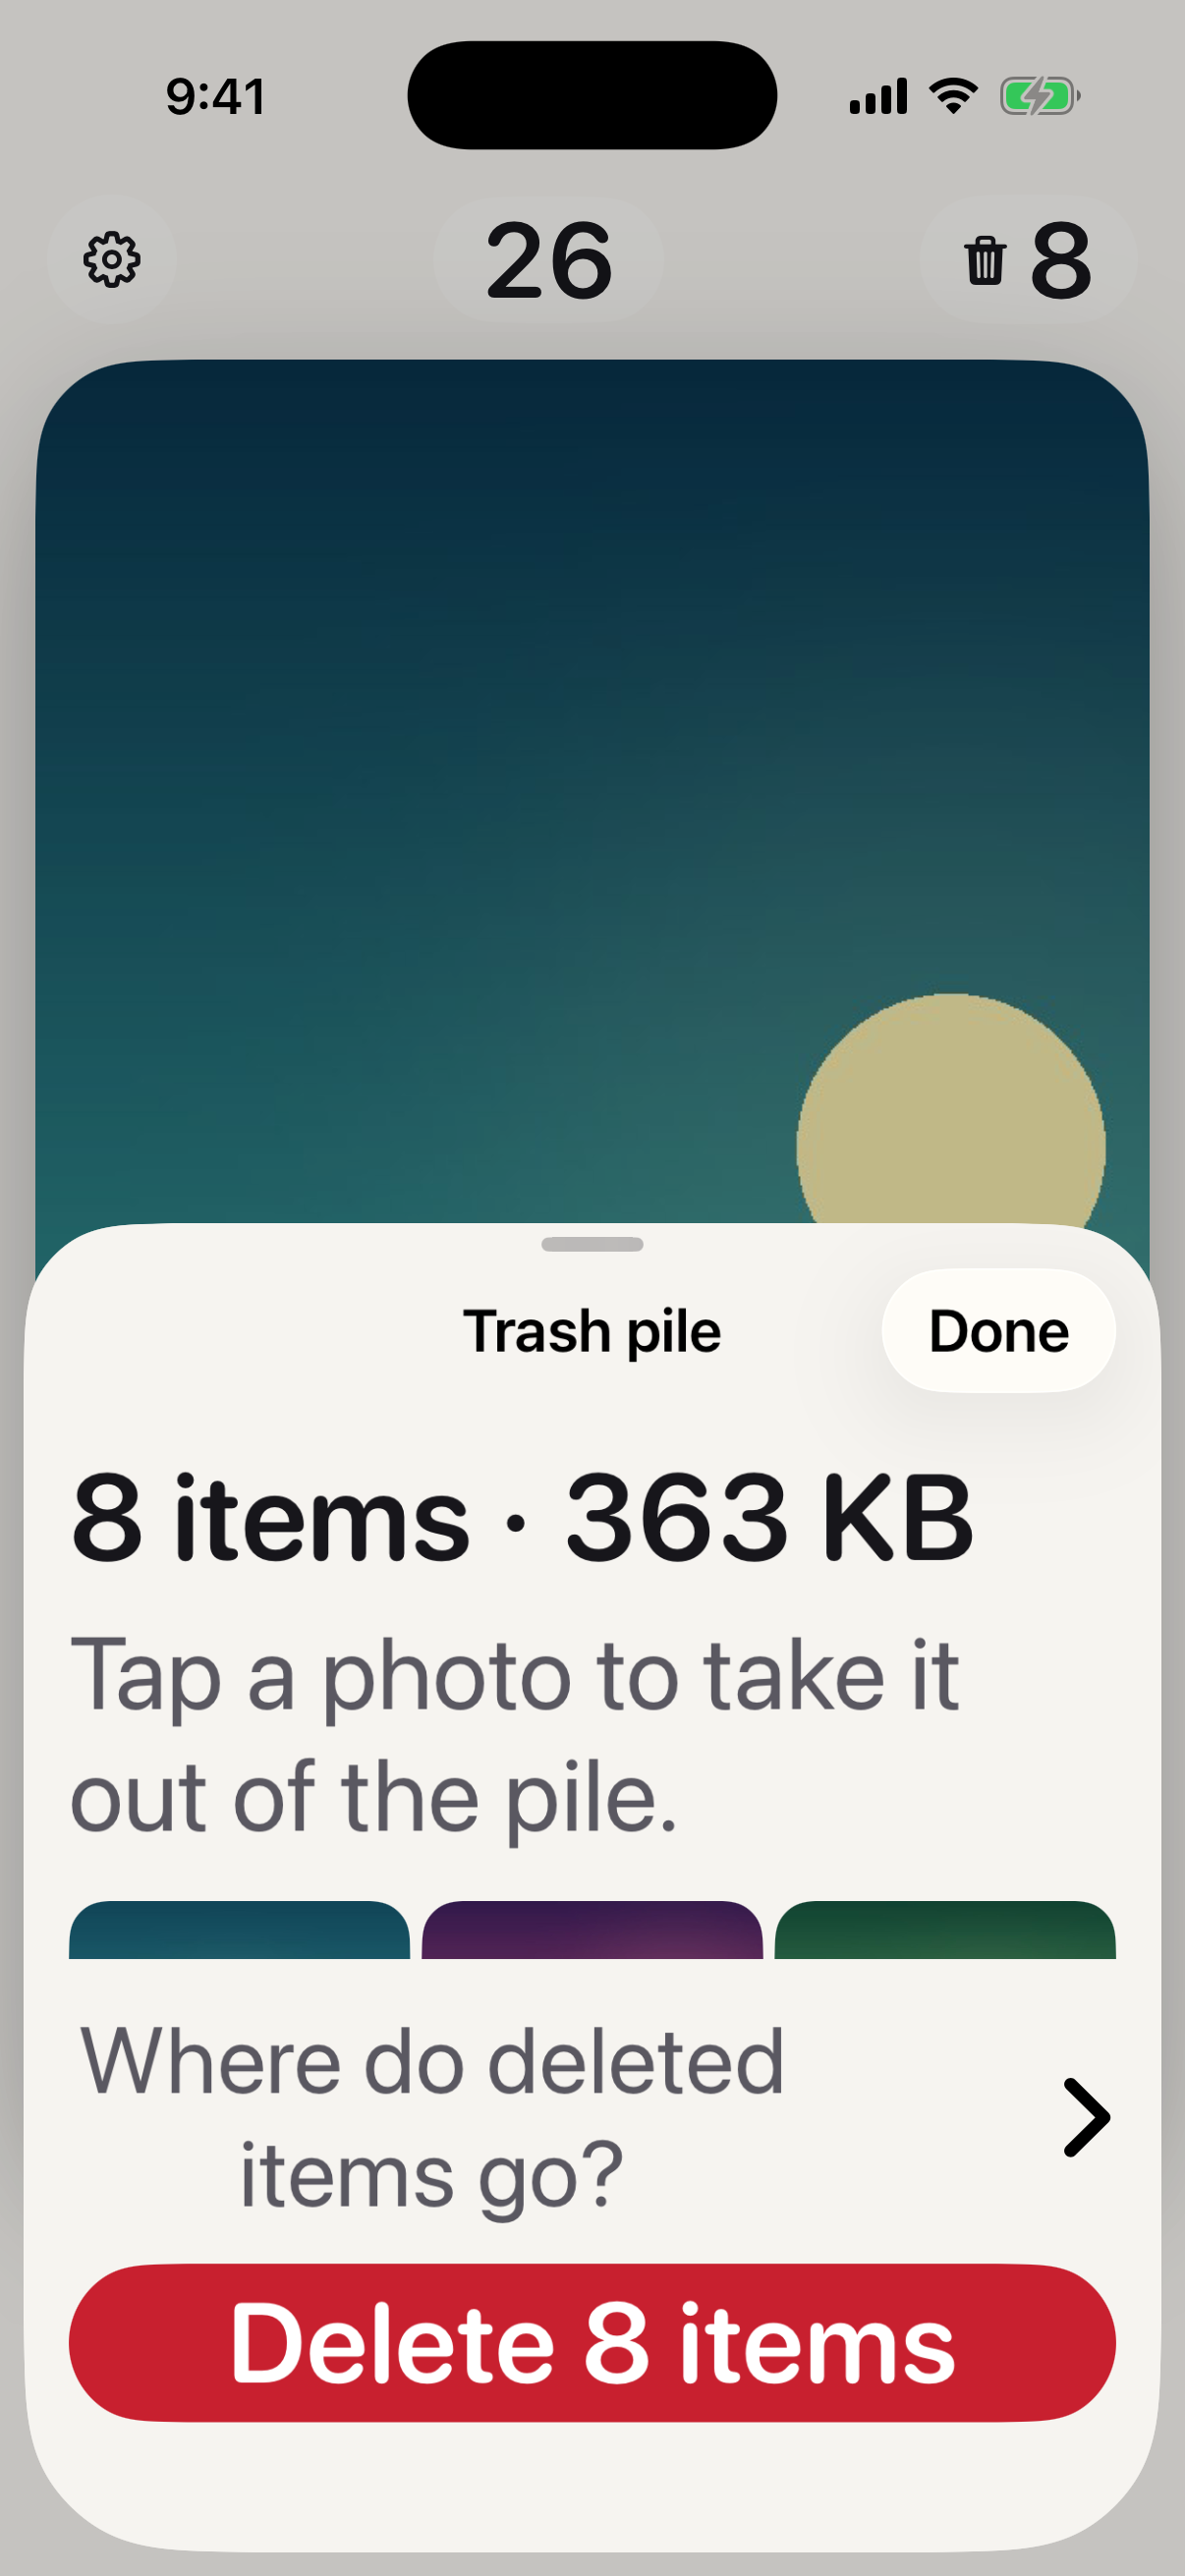 9:41
26
8
Trash pile
Done
8 items · 363 KB
Tap a photo to take it
out of the pile.
Where do deleted
items go?
Delete 8 items